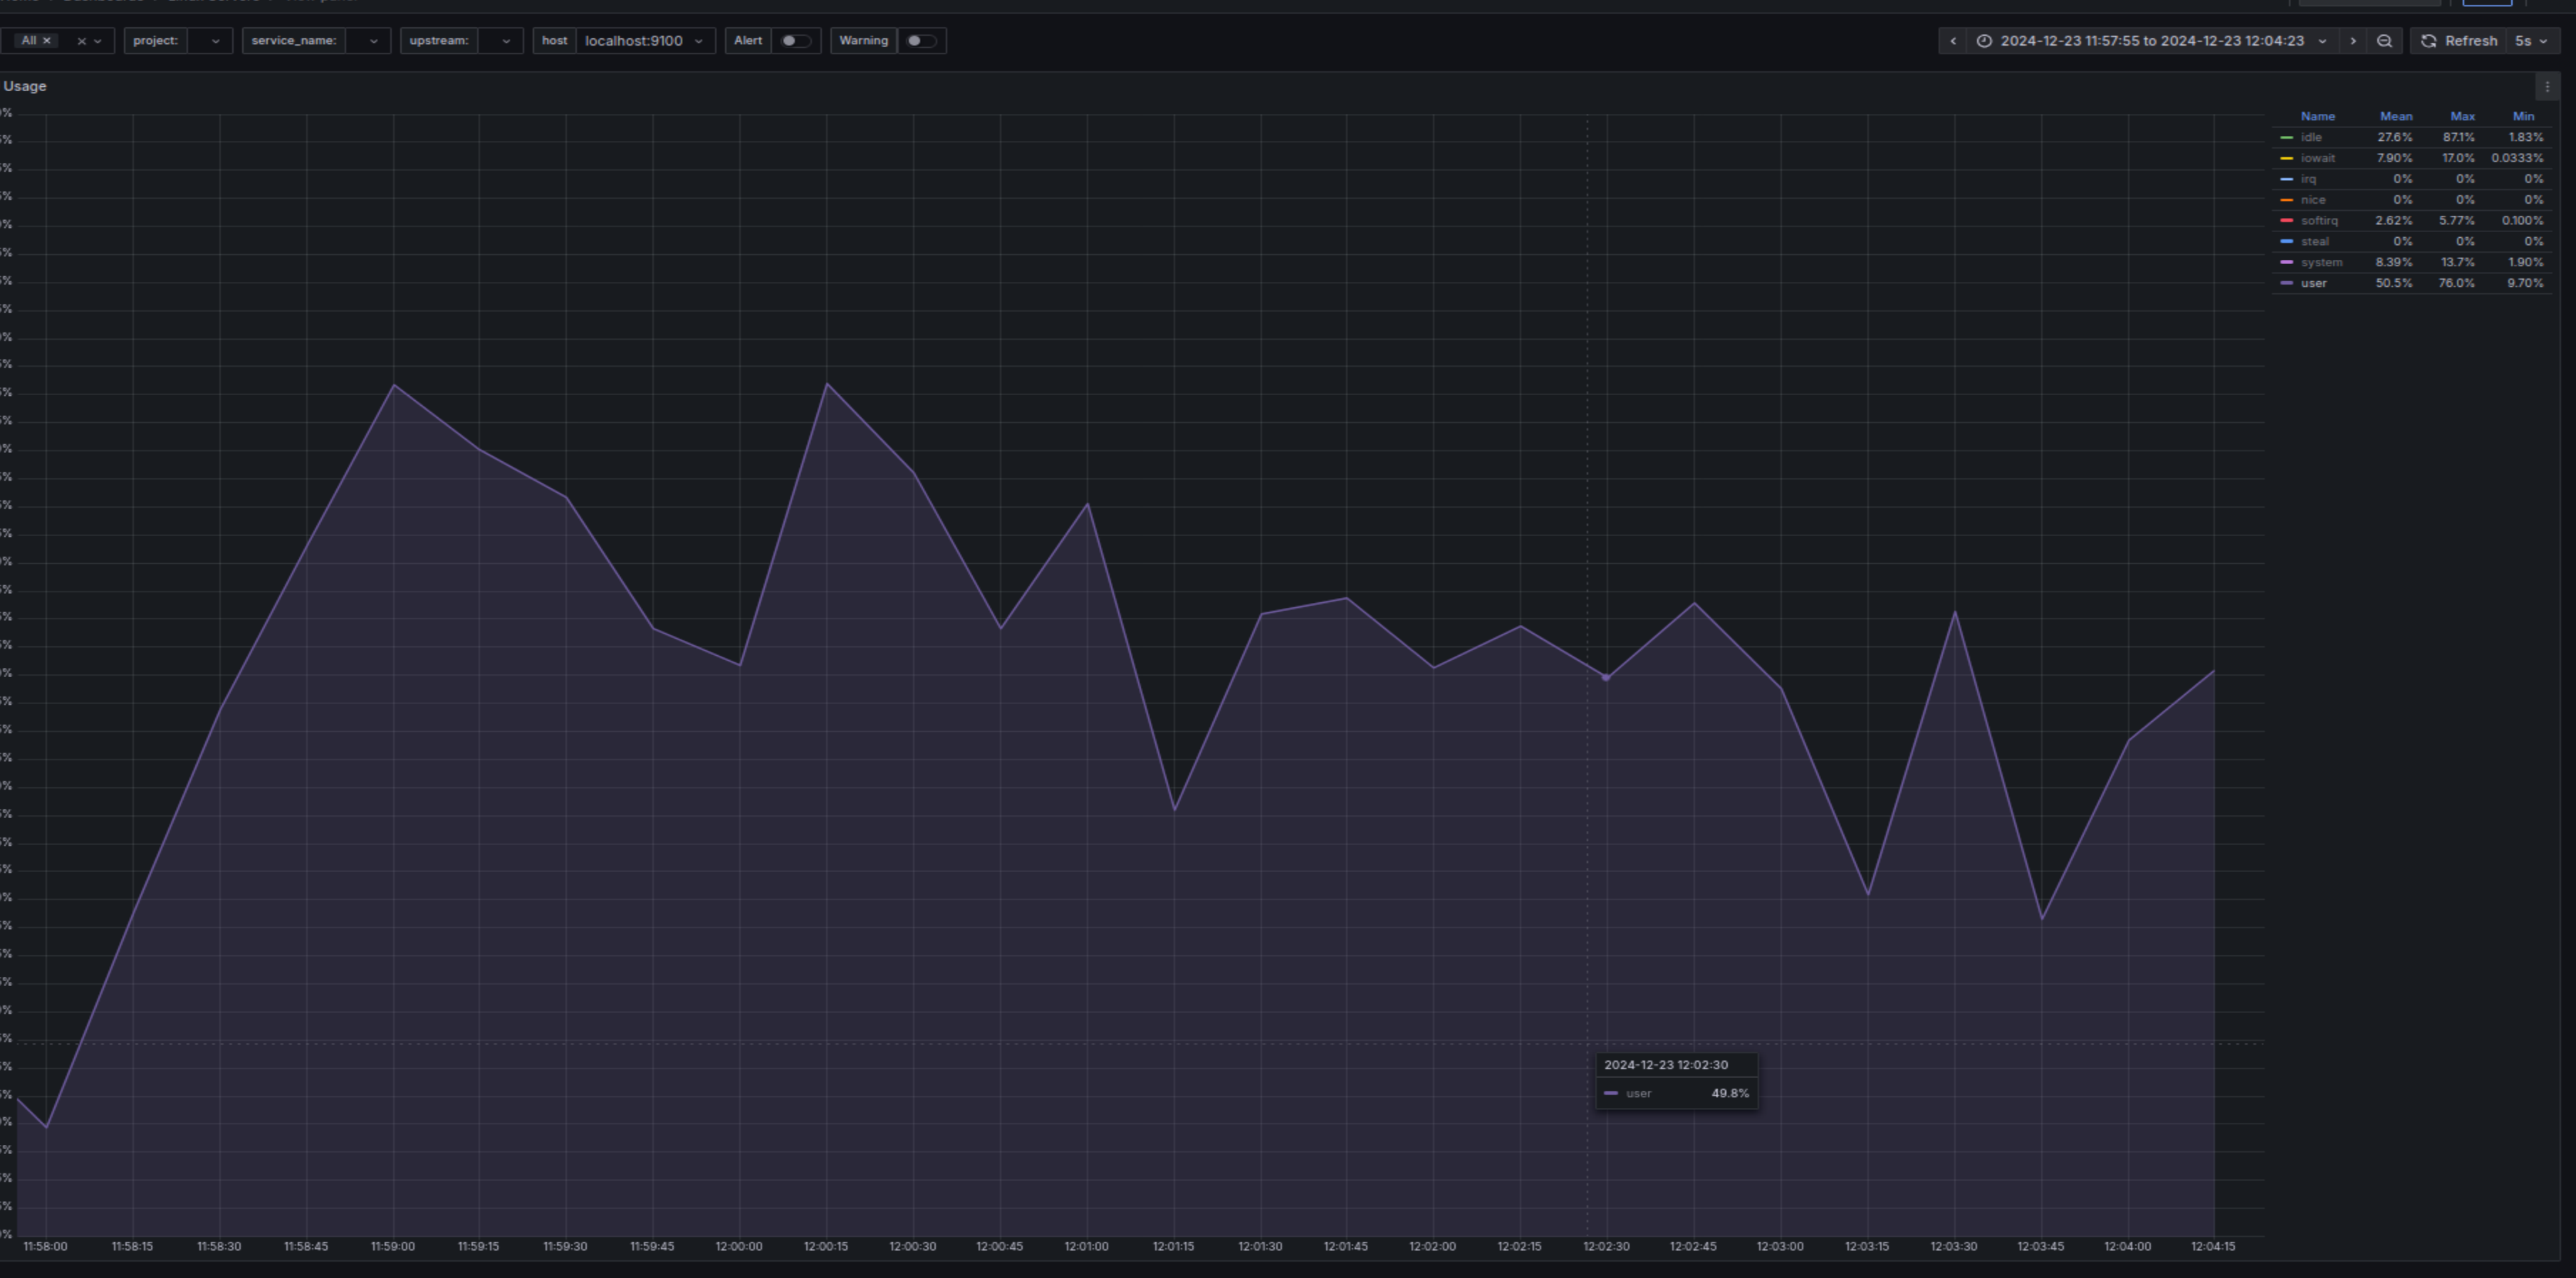 All × × project: service_name: upstream: host localhost:9100 Alert Warning 2024-12-23 11:57:55 to 2024-12-23 12:04:23 Refresh 5s
Usage
Name Mean Max Min
idle 27.6% 87.1% 1.83%
iowait 7.90% 17.0% 0.0333%
irq 0% 0% 0%
nice 0% 0% 0%
softirq 2.62% 5.77% 0.100%
steal 0% 0% 0%
system 8.39% 13.7% 1.90%
user 50.5% 76.0% 9.70%
2024-12-23 12:02:30
user 49.8%
11:58:00 11:58:15 11:58:30 11:58:45 11:59:00 11:59:15 11:59:30 11:59:45 12:00:00 12:00:15 12:00:30 12:00:45 12:01:00 12:01:15 12:01:30 12:01:45 12:02:00 12:02:15 12:02:30 12:02:45 12:03:00 12:03:15 12:03:30 12:03:45 12:04:00 12:04:15